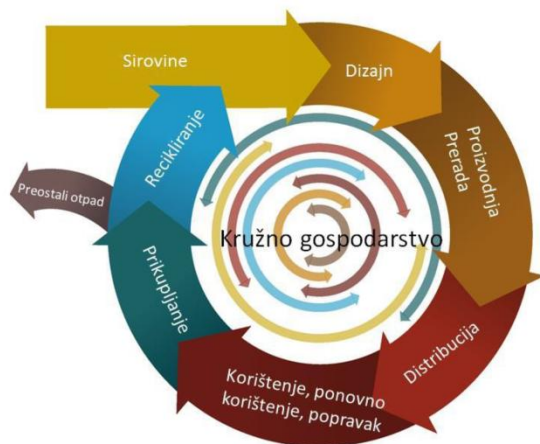 Sirovine
Dizajn
Proizvodnja
Prerada
Distribucija
Korištenje, ponovno
korištenje, popravak
Prikupljanje
Preostali otpad
Recikliranje
Kružno gospodarstvo